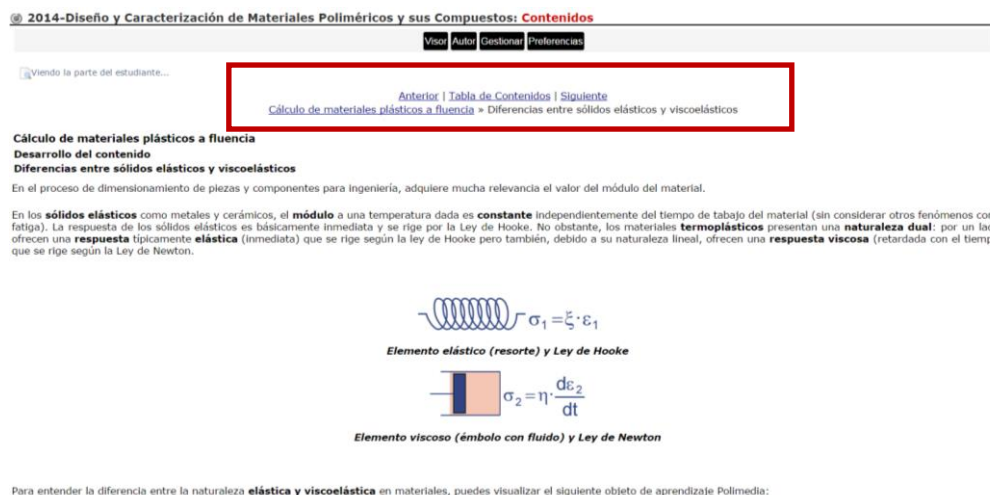 2014-Diseño y Caracterización de Materiales Poliméricos y sus Compuestos: Contenidos
Visor Autor Gestionar Preferencias
Viendo la parte del estudiante...
Anterior | Tabla de Contenidos | Siguiente
Cálculo de materiales plásticos a fluencia » Diferencias entre sólidos elásticos y viscoelásticos
Cálculo de materiales plásticos a fluencia
Desarrollo del contenido
Diferencias entre sólidos elásticos y viscoelásticos
En el proceso de dimensionamiento de piezas y componentes para ingeniería, adquiere mucha relevancia el valor del módulo del material.
En los sólidos elásticos como metales y cerámicos, el módulo a una temperatura dada es constante independientemente del tiempo de tabajo del material (sin considerar otros fenómenos con
fatiga). La respuesta de los sólidos elásticos es básicamente inmediata y se rige por la Ley de Hooke. No obstante, los materiales termoplásticos presentan una naturaleza dual: por un lad
ofrecen una respuesta típicamente elástica (inmediata) que se rige según la ley de Hooke pero también, debido a su naturaleza lineal, ofrecen una respuesta viscosa (retardada con el tiemp
que se rige según la Ley de Newton.
σ₁=ξ·ε₁
Elemento elástico (resorte) y Ley de Hooke
σ₂=η·dε₂/dt
Elemento viscoso (émbolo con fluido) y Ley de Newton
Para entender la diferencia entre la naturaleza elástica y viscoelástica en materiales, puedes visualizar el siguiente objeto de aprendizaje Polimedia: